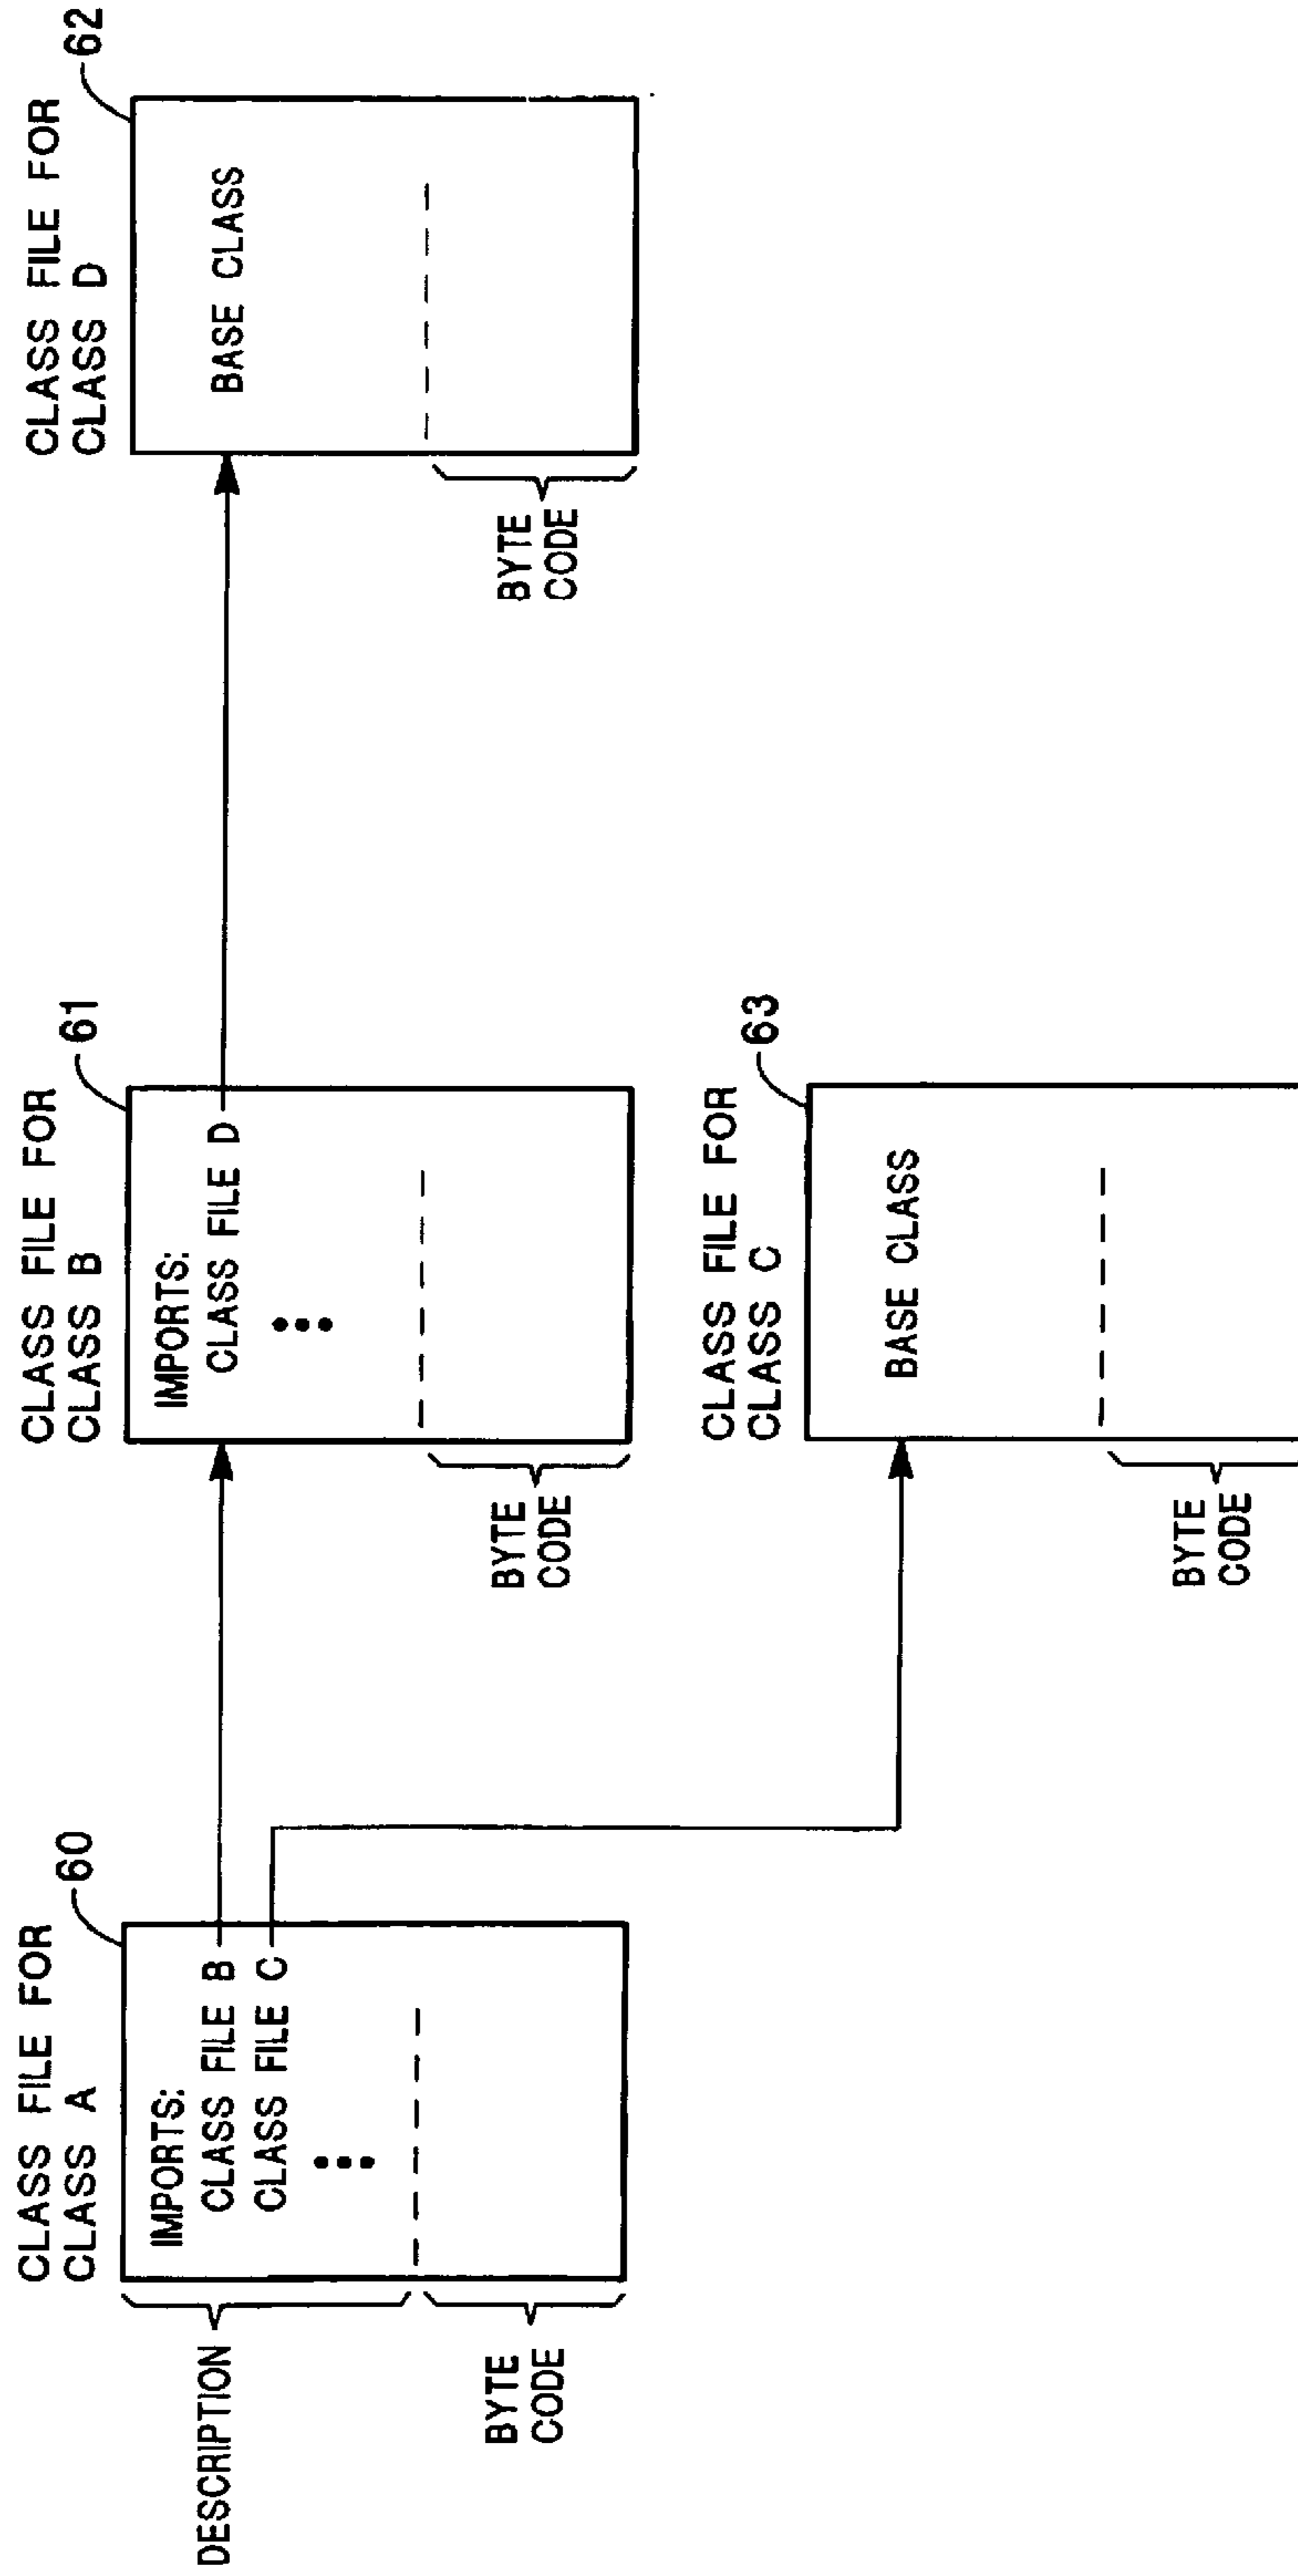 CLASS FILE FOR
CLASS A
60
DESCRIPTION
IMPORTS:
CLASS FILE B
CLASS FILE C
•••
BYTE
CODE
CLASS FILE FOR
CLASS B
61
IMPORTS:
CLASS FILE D
•••
BYTE
CODE
CLASS FILE FOR
CLASS D
62
BASE CLASS
BYTE
CODE
CLASS FILE FOR
CLASS C
63
BASE CLASS
BYTE
CODE